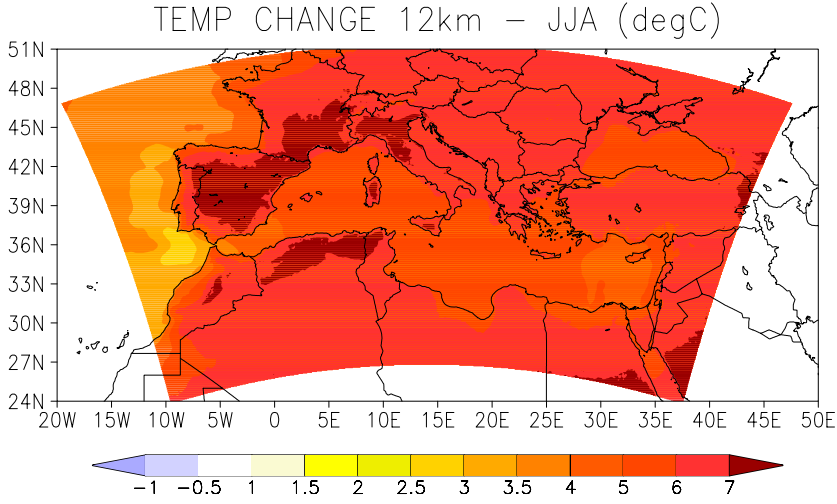 TEMP CHANGE 12km – JJA (degC)
51N
48N
45N
42N
39N
36N
33N
30N
27N
24N
20W 15W 10W 5W 0 5E 10E 15E 20E 25E 30E 35E 40E 45E 50E
−1 −0.5 1 1.5 2 2.5 3 3.5 4 5 6 7